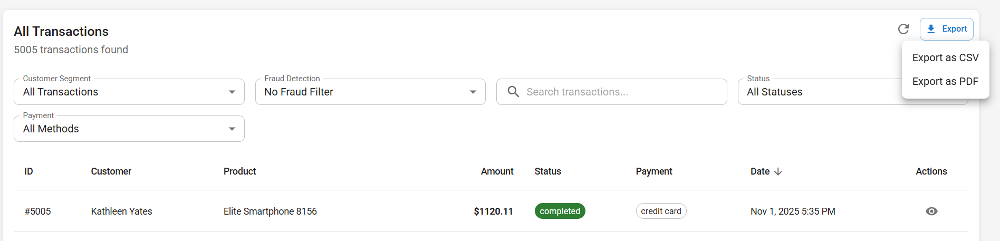 All Transactions
5005 transactions found
Export
Export as CSV
Export as PDF
Customer Segment
All Transactions
Fraud Detection
No Fraud Filter
Search transactions...
Status
All Statuses
Payment
All Methods
ID Customer Product Amount Status Payment Date Actions
#5005 Kathleen Yates Elite Smartphone 8156 $1120.11 completed credit card Nov 1, 2025 5:35 PM